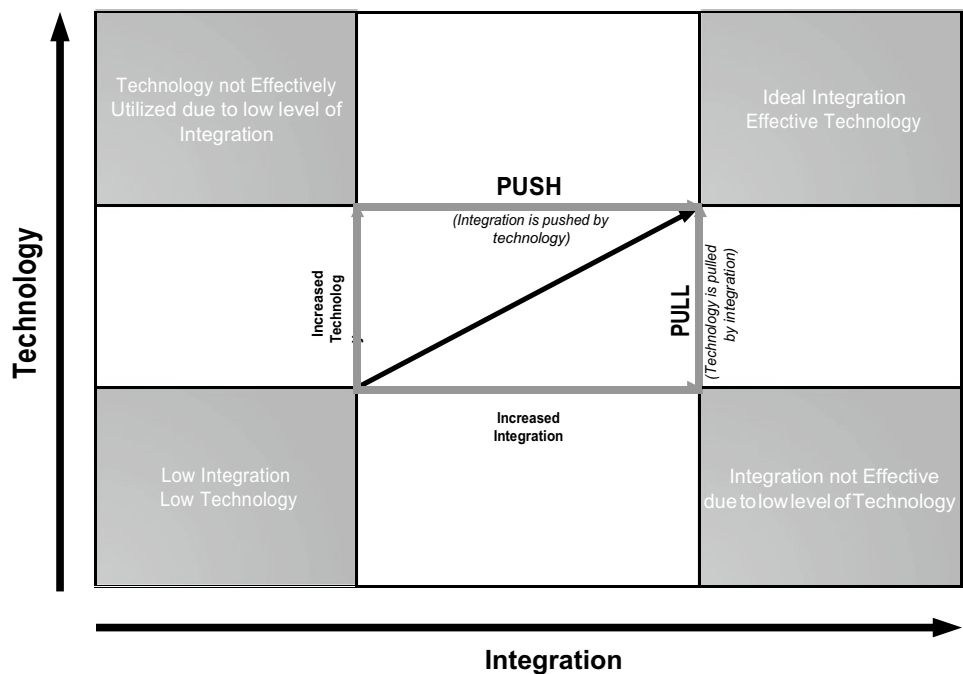 Technology not Effectively
Utilized due to low level of
Integration
Ideal Integration
Effective Technology
PUSH
(Integration is pushed by
technology)
Technology
Increased
Technolog
PULL
(Technology is pulled
by integration)
Increased
Integration
Low Integration
Low Technology
Integration not Effective
due to low level of Technology
Integration